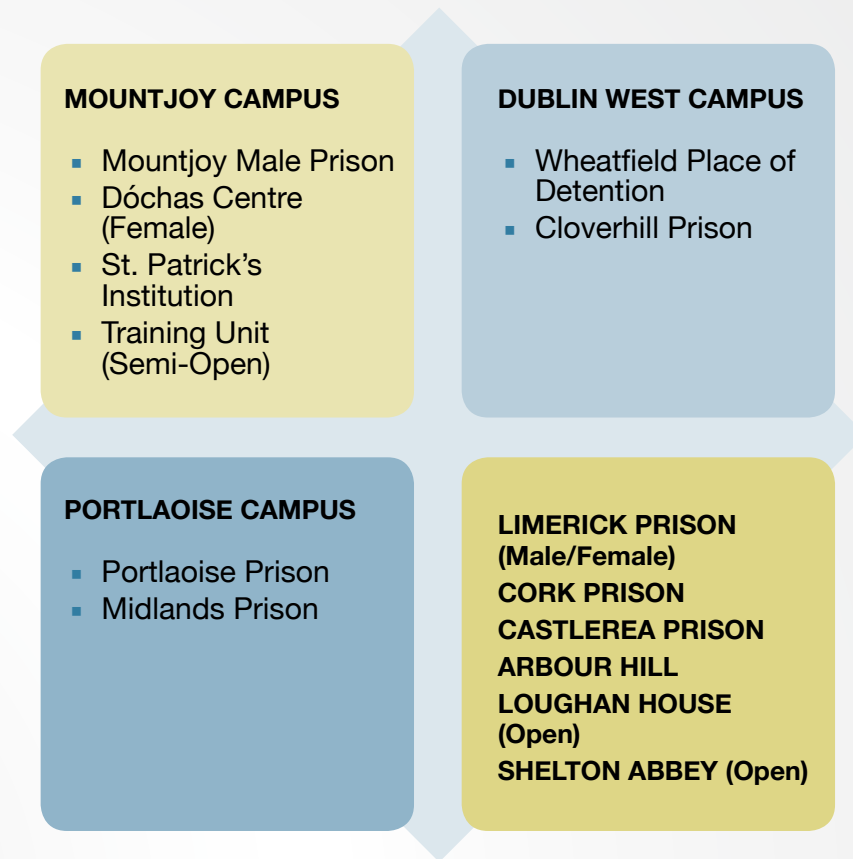 MOUNTJOY CAMPUS
▪ Mountjoy Male Prison
▪ Dóchas Centre
(Female)
▪ St. Patrick’s
Institution
▪ Training Unit
(Semi-Open)
DUBLIN WEST CAMPUS
▪ Wheatfield Place of
Detention
▪ Cloverhill Prison
PORTLAOISE CAMPUS
▪ Portlaoise Prison
▪ Midlands Prison
LIMERICK PRISON
(Male/Female)
CORK PRISON
CASTLEREA PRISON
ARBOUR HILL
LOUGHAN HOUSE
(Open)
SHELTON ABBEY (Open)